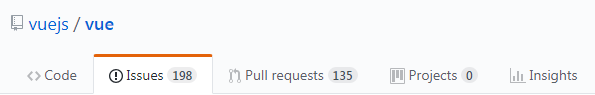 vuejs / vue
Code Issues 198 Pull requests 135 Projects 0 Insights